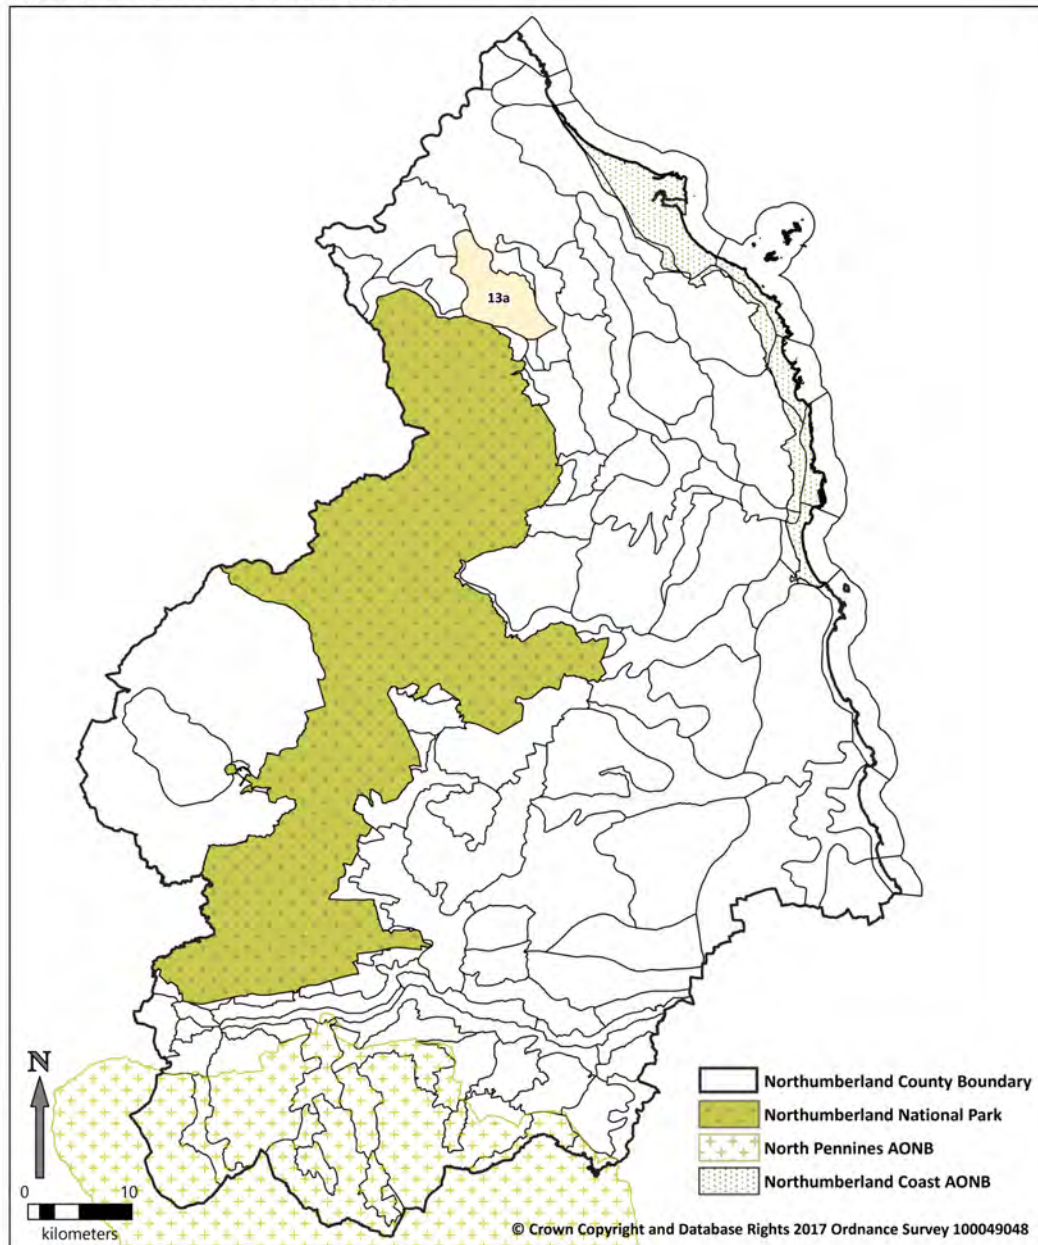 13a
N
0 10
kilometers
Northumberland County Boundary
Northumberland National Park
North Pennines AONB
Northumberland Coast AONB
© Crown Copyright and Database Rights 2017 Ordnance Survey 100049048